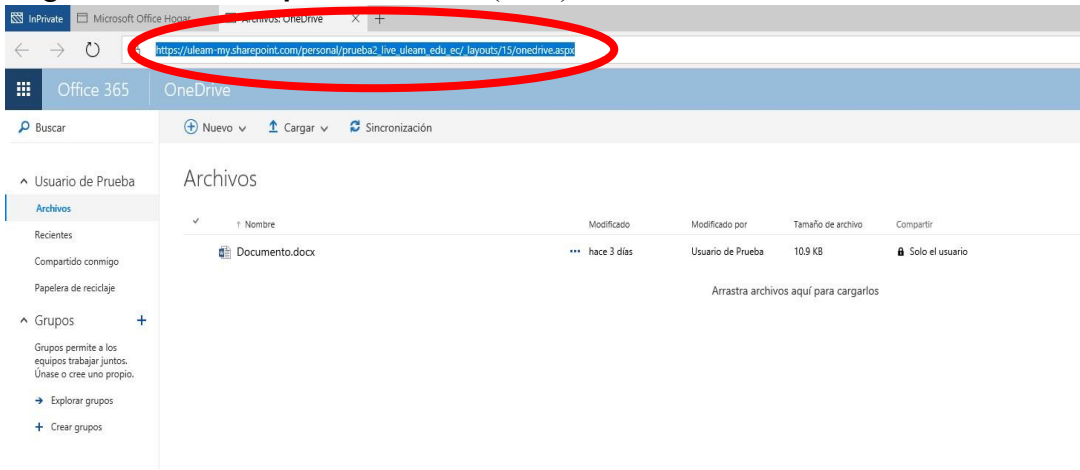 InPrivate Microsoft Office Hogar Archivos: OneDrive
https://uleam-my.sharepoint.com/personal/prueba2_live_uleam_edu_ec/_layouts/15/onedrive.aspx
Office 365 OneDrive
Buscar
Nuevo Cargar Sincronización
Usuario de Prueba
Archivos
Recientes
Compartido conmigo
Papelera de reciclaje
Grupos
Grupos permite a los
equipos trabajar juntos.
Únase o cree uno propio.
Explorar grupos
Crear grupos
Archivos
Nombre Modificado Modificado por Tamaño de archivo Compartir
Documento.docx hace 3 días Usuario de Prueba 10.9 KB Solo el usuario
Arrastra archivos aquí para cargarlos